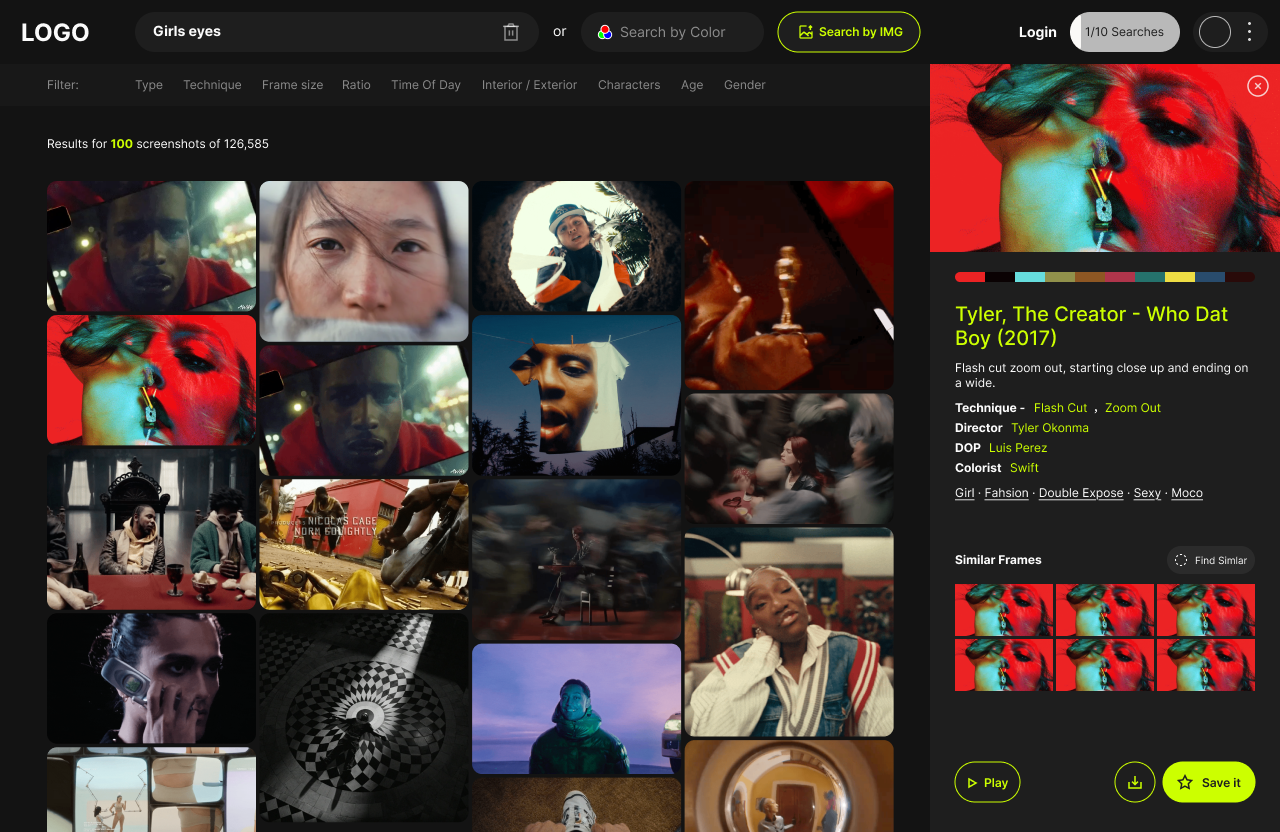 LOGO
Girls eyes
or
Search by Color
Search by IMG
Login
1/10 Searches
Filter:
Type
Technique
Frame size
Ratio
Time Of Day
Interior / Exterior
Characters
Age
Gender
Results for 100 screenshots of 126,585
NICOLAS CAGE
NORM GOLIGHTLY
Tyler, The Creator - Who Dat
Boy (2017)
Flash cut zoom out, starting close up and ending on
a wide.
Technique - Flash Cut , Zoom Out
Director Tyler Okonma
DOP Luis Perez
Colorist Swift
Girl · Fahsion · Double Expose · Sexy · Moco
Similar Frames
Find Simlar
Play
Save it